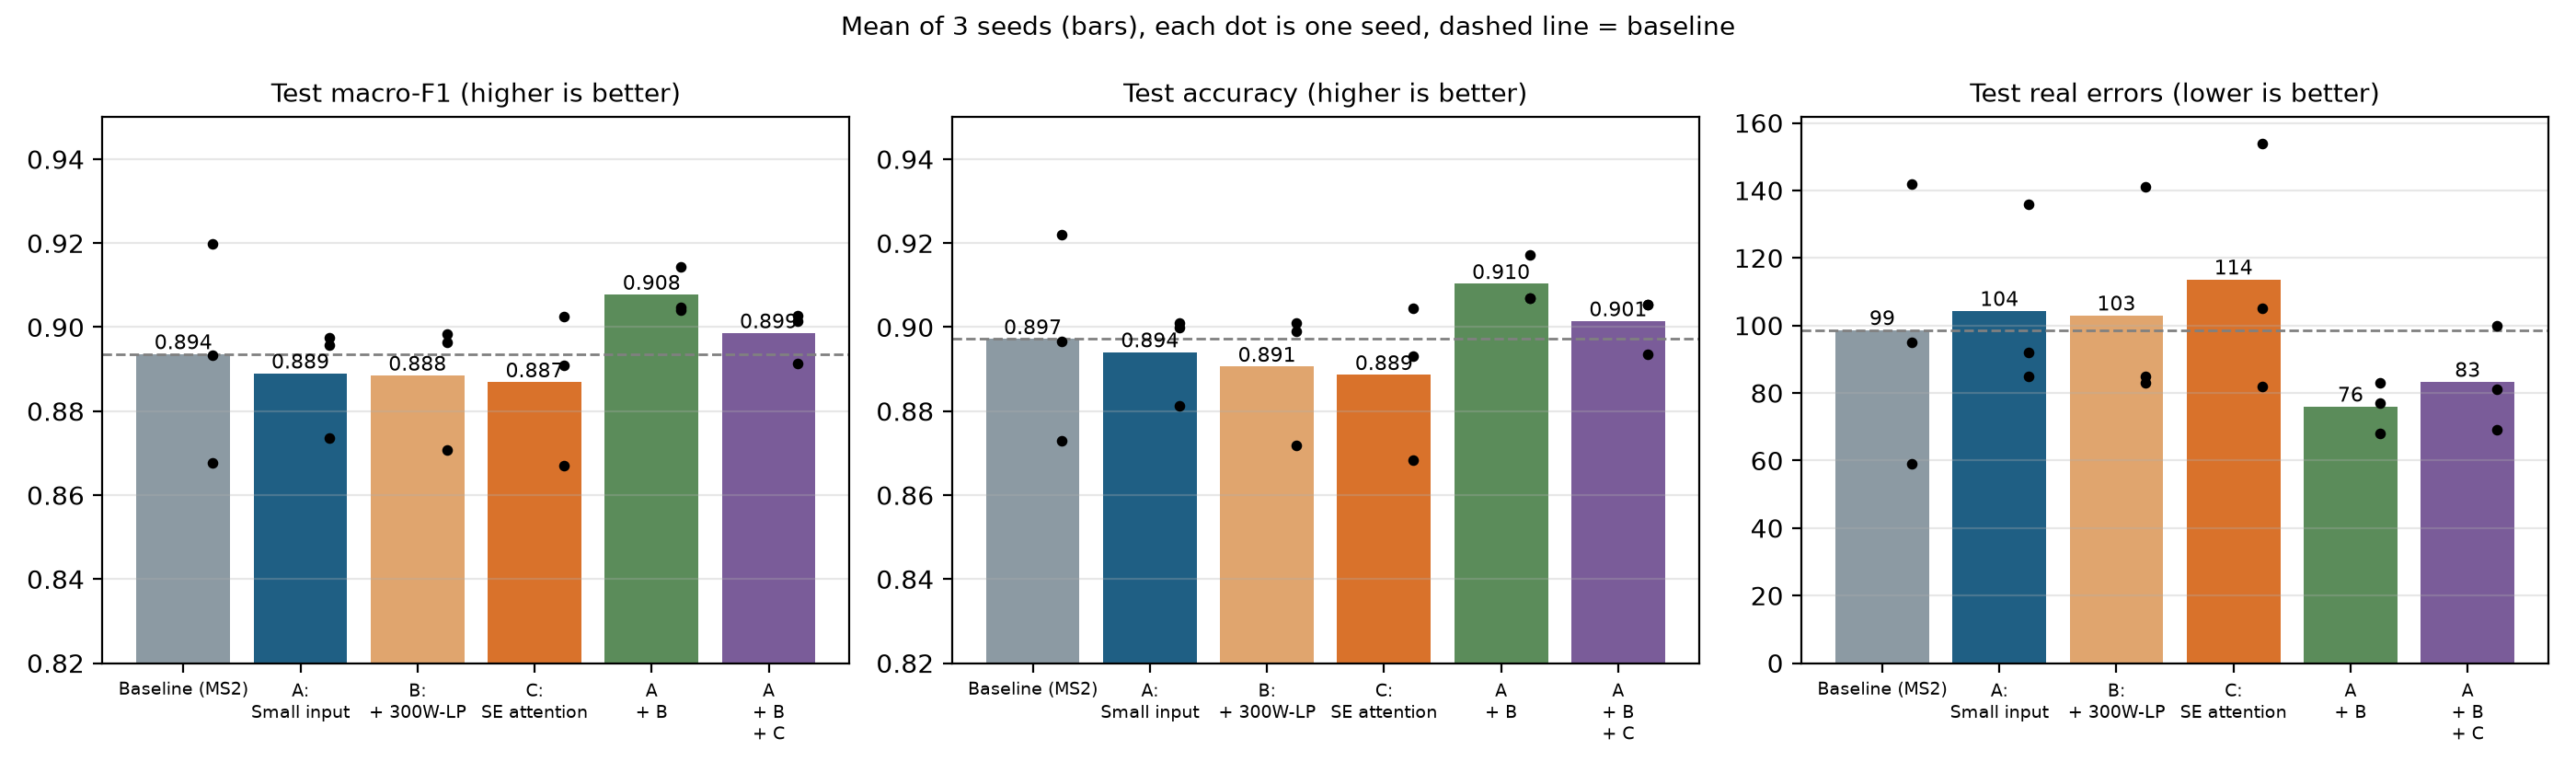 Mean of 3 seeds (bars), each dot is one seed, dashed line = baseline
Test macro-F1 (higher is better)
0.94
0.92
0.90
0.88
0.86
0.84
0.82
0.894
0.889
0.888
0.887
0.908
0.899
Baseline (MS2)
A:
Small input
B:
+ 300W-LP
C:
SE attention
A
+ B
A
+ B
+ C
Test accuracy (higher is better)
0.94
0.92
0.90
0.88
0.86
0.84
0.82
0.897
0.894
0.891
0.889
0.910
0.901
Baseline (MS2)
A:
Small input
B:
+ 300W-LP
C:
SE attention
A
+ B
A
+ B
+ C
Test real errors (lower is better)
160
140
120
100
80
60
40
20
0
99
104
103
114
76
83
Baseline (MS2)
A:
Small input
B:
+ 300W-LP
C:
SE attention
A
+ B
A
+ B
+ C